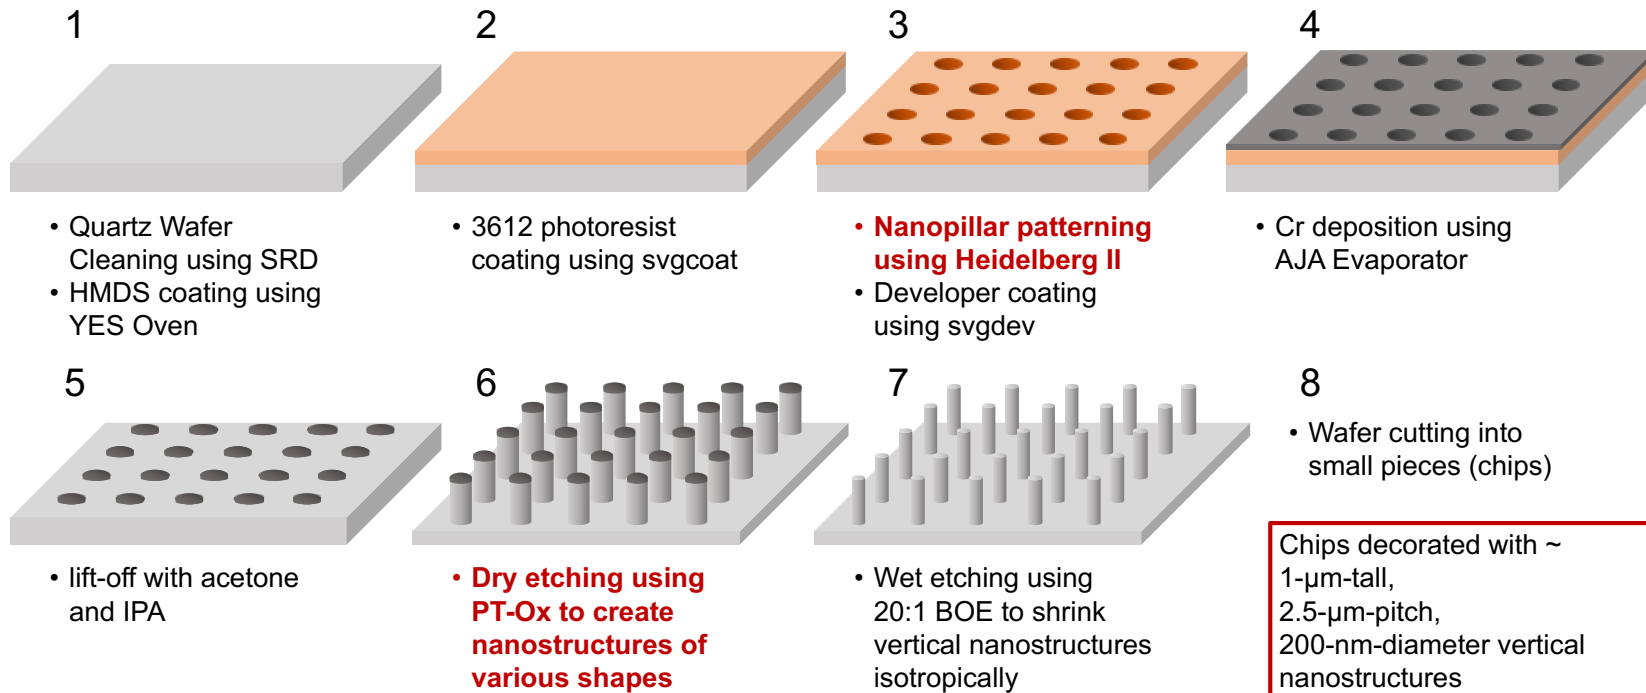 1
2
3
4
• Quartz Wafer
Cleaning using SRD
• HMDS coating using
YES Oven
• 3612 photoresist
coating using svgcoat
• Nanopillar patterning
using Heidelberg II
• Developer coating
using svgdev
• Cr deposition using
AJA Evaporator
5
6
7
8
• lift-off with acetone
and IPA
• Dry etching using
PT-Ox to create
nanostructures of
various shapes
• Wet etching using
20:1 BOE to shrink
vertical nanostructures
isotropically
• Wafer cutting into
small pieces (chips)
Chips decorated with ~
1-µm-tall,
2.5-µm-pitch,
200-nm-diameter vertical
nanostructures